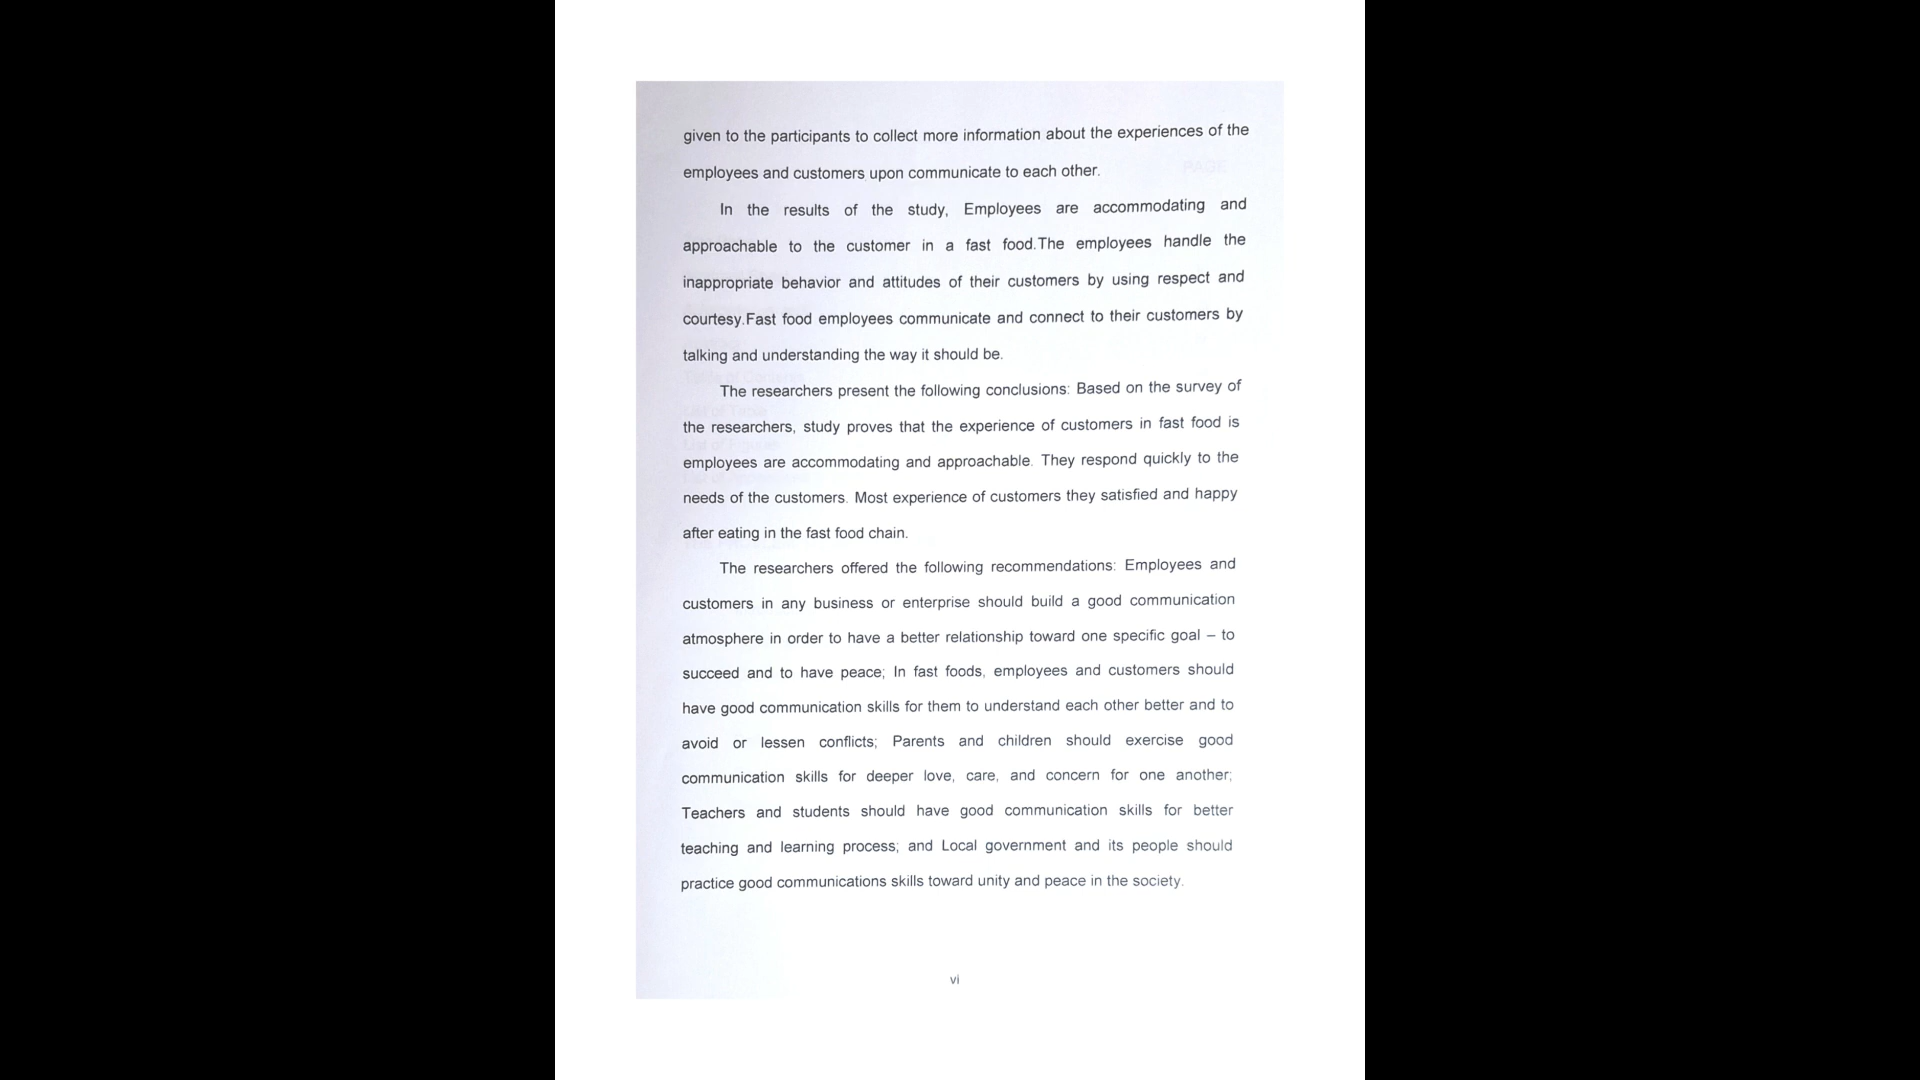 given to the participants to collect more information about the experiences of the
employees and customers upon communicate to each other.
In the results of the study, Employees are accommodating and
approachable to the customer in a fast food.The employees handle the
inappropriate behavior and attitudes of their customers by using respect and
courtesy.Fast food employees communicate and connect to their customers by
talking and understanding the way it should be.
The researchers present the following conclusions: Based on the survey of
the researchers, study proves that the experience of customers in fast food is
employees are accommodating and approachable. They respond quickly to the
needs of the customers. Most experience of customers they satisfied and happy
after eating in the fast food chain.
The researchers offered the following recommendations: Employees and
customers in any business or enterprise should build a good communication
atmosphere in order to have a better relationship toward one specific goal – to
succeed and to have peace; In fast foods, employees and customers should
have good communication skills for them to understand each other better and to
avoid or lessen conflicts; Parents and children should exercise good
communication skills for deeper love, care, and concern for one another;
Teachers and students should have good communication skills for better
teaching and learning process; and Local government and its people should
practice good communications skills toward unity and peace in the society.
vi